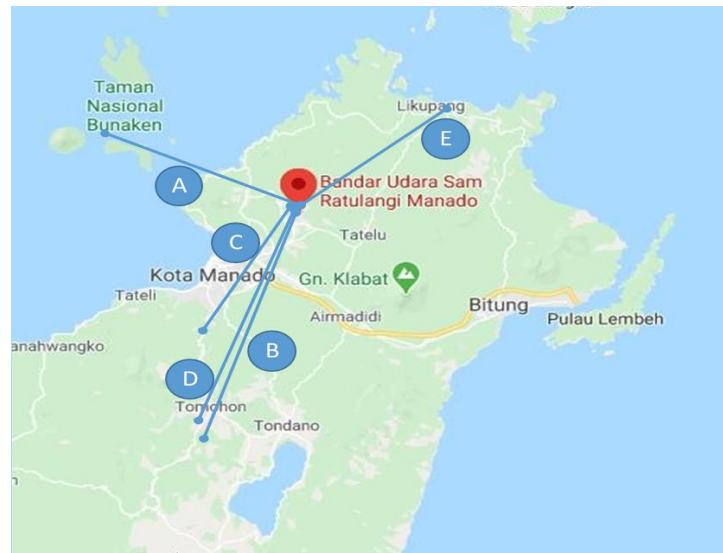 Taman
Nasional
Bunaken
Likupang
E
A
Bandar Udara Sam
Ratulangi Manado
C
Tatelu
Kota Manado
Gn. Klabat
Tateli
Bitung
Airmadidi
Pulau Lembeh
anahwangko
B
D
Tomohon
Tondano